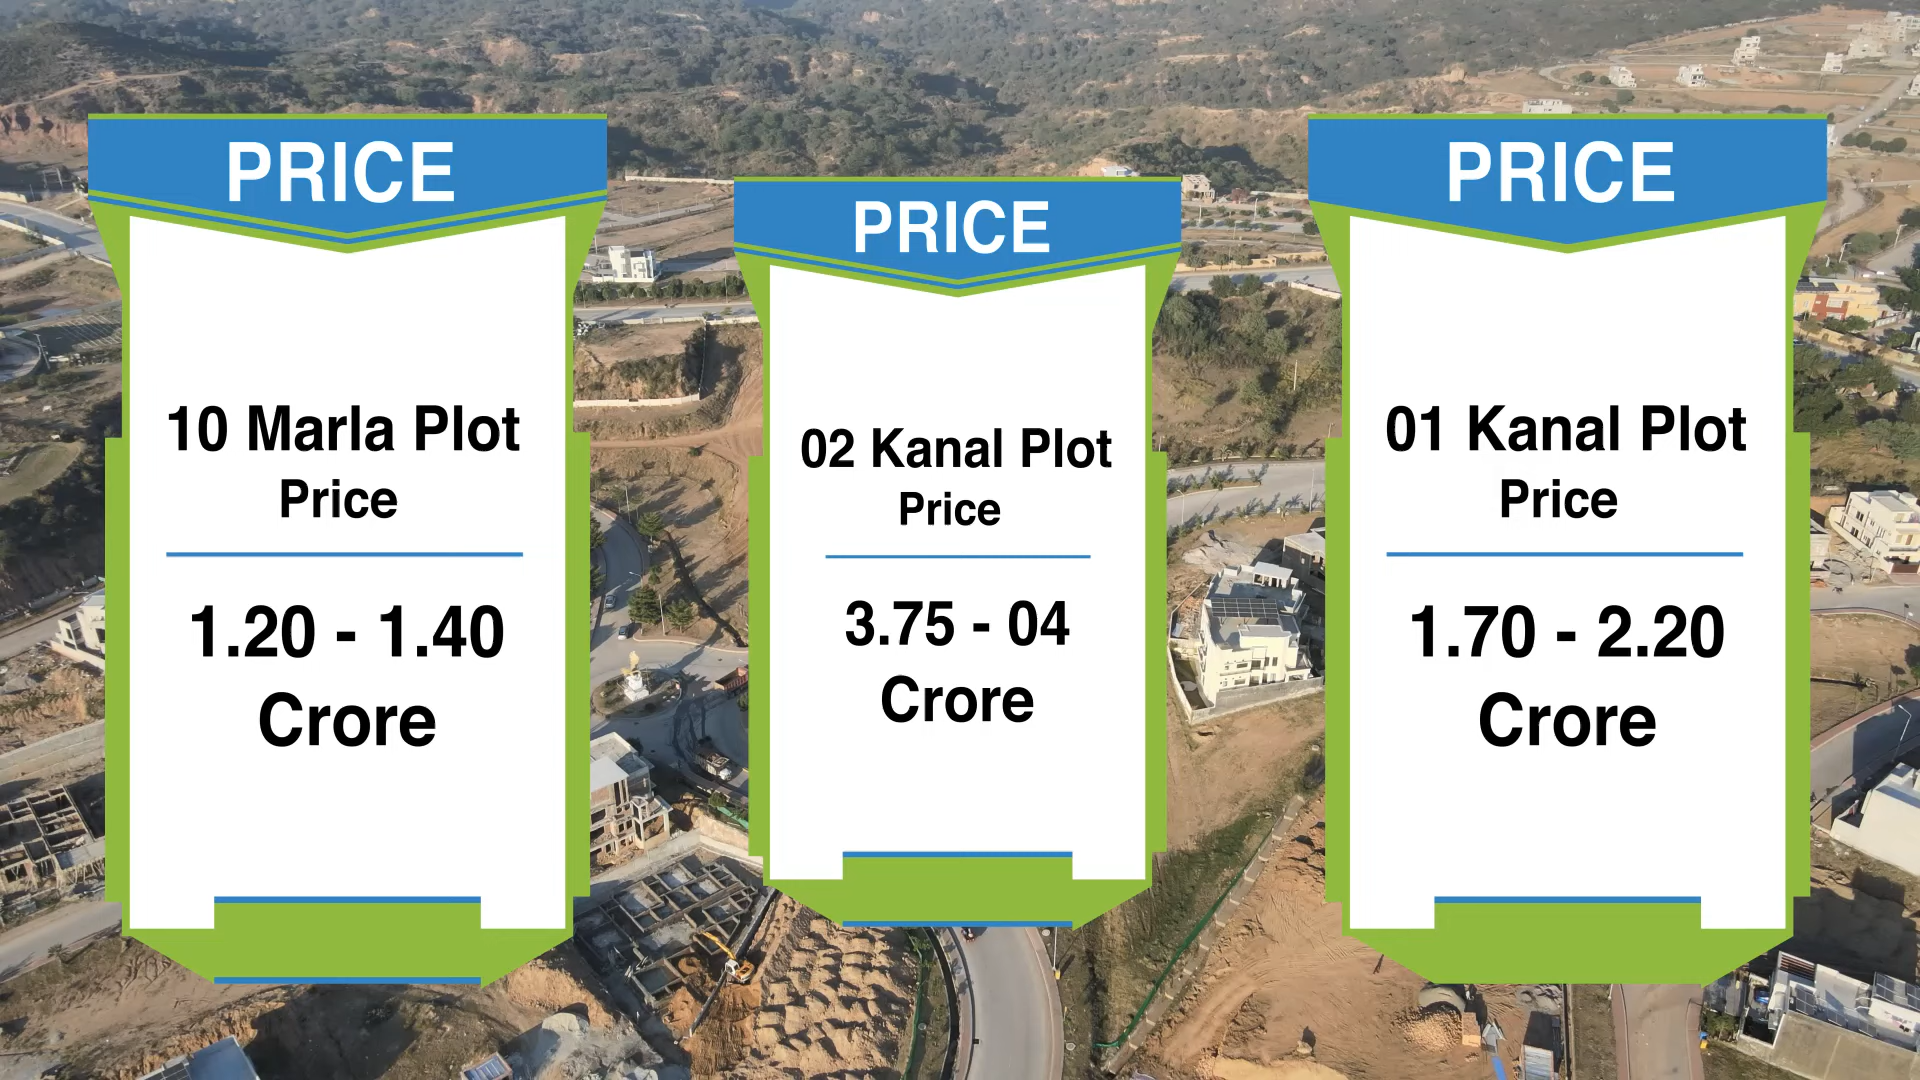 PRICE
10 Marla Plot
Price
1.20 - 1.40
Crore
PRICE
02 Kanal Plot
Price
3.75 - 04
Crore
PRICE
01 Kanal Plot
Price
1.70 - 2.20
Crore